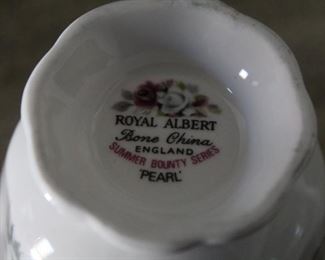 ROYAL ALBERT
Bone China
ENGLAND
SUMMER BOUNTY SERIES
'PEARL'